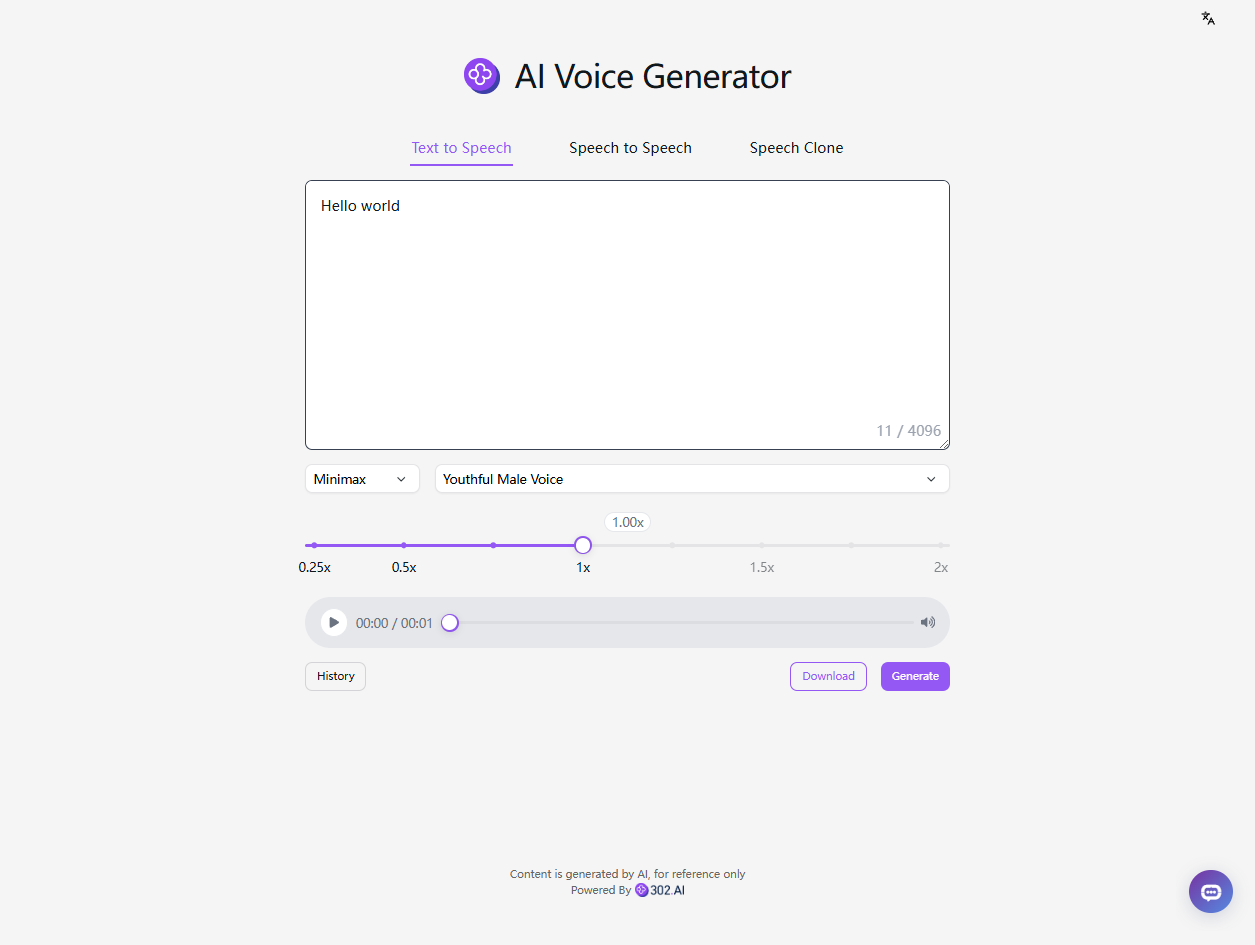 AI Voice Generator
Text to Speech Speech to Speech Speech Clone
Hello world
11 / 4096
Minimax Youthful Male Voice
1.00x
0.25x 0.5x 1x 1.5x 2x
00:00 / 00:01
History Download Generate
Content is generated by AI, for reference only
Powered By 302.AI